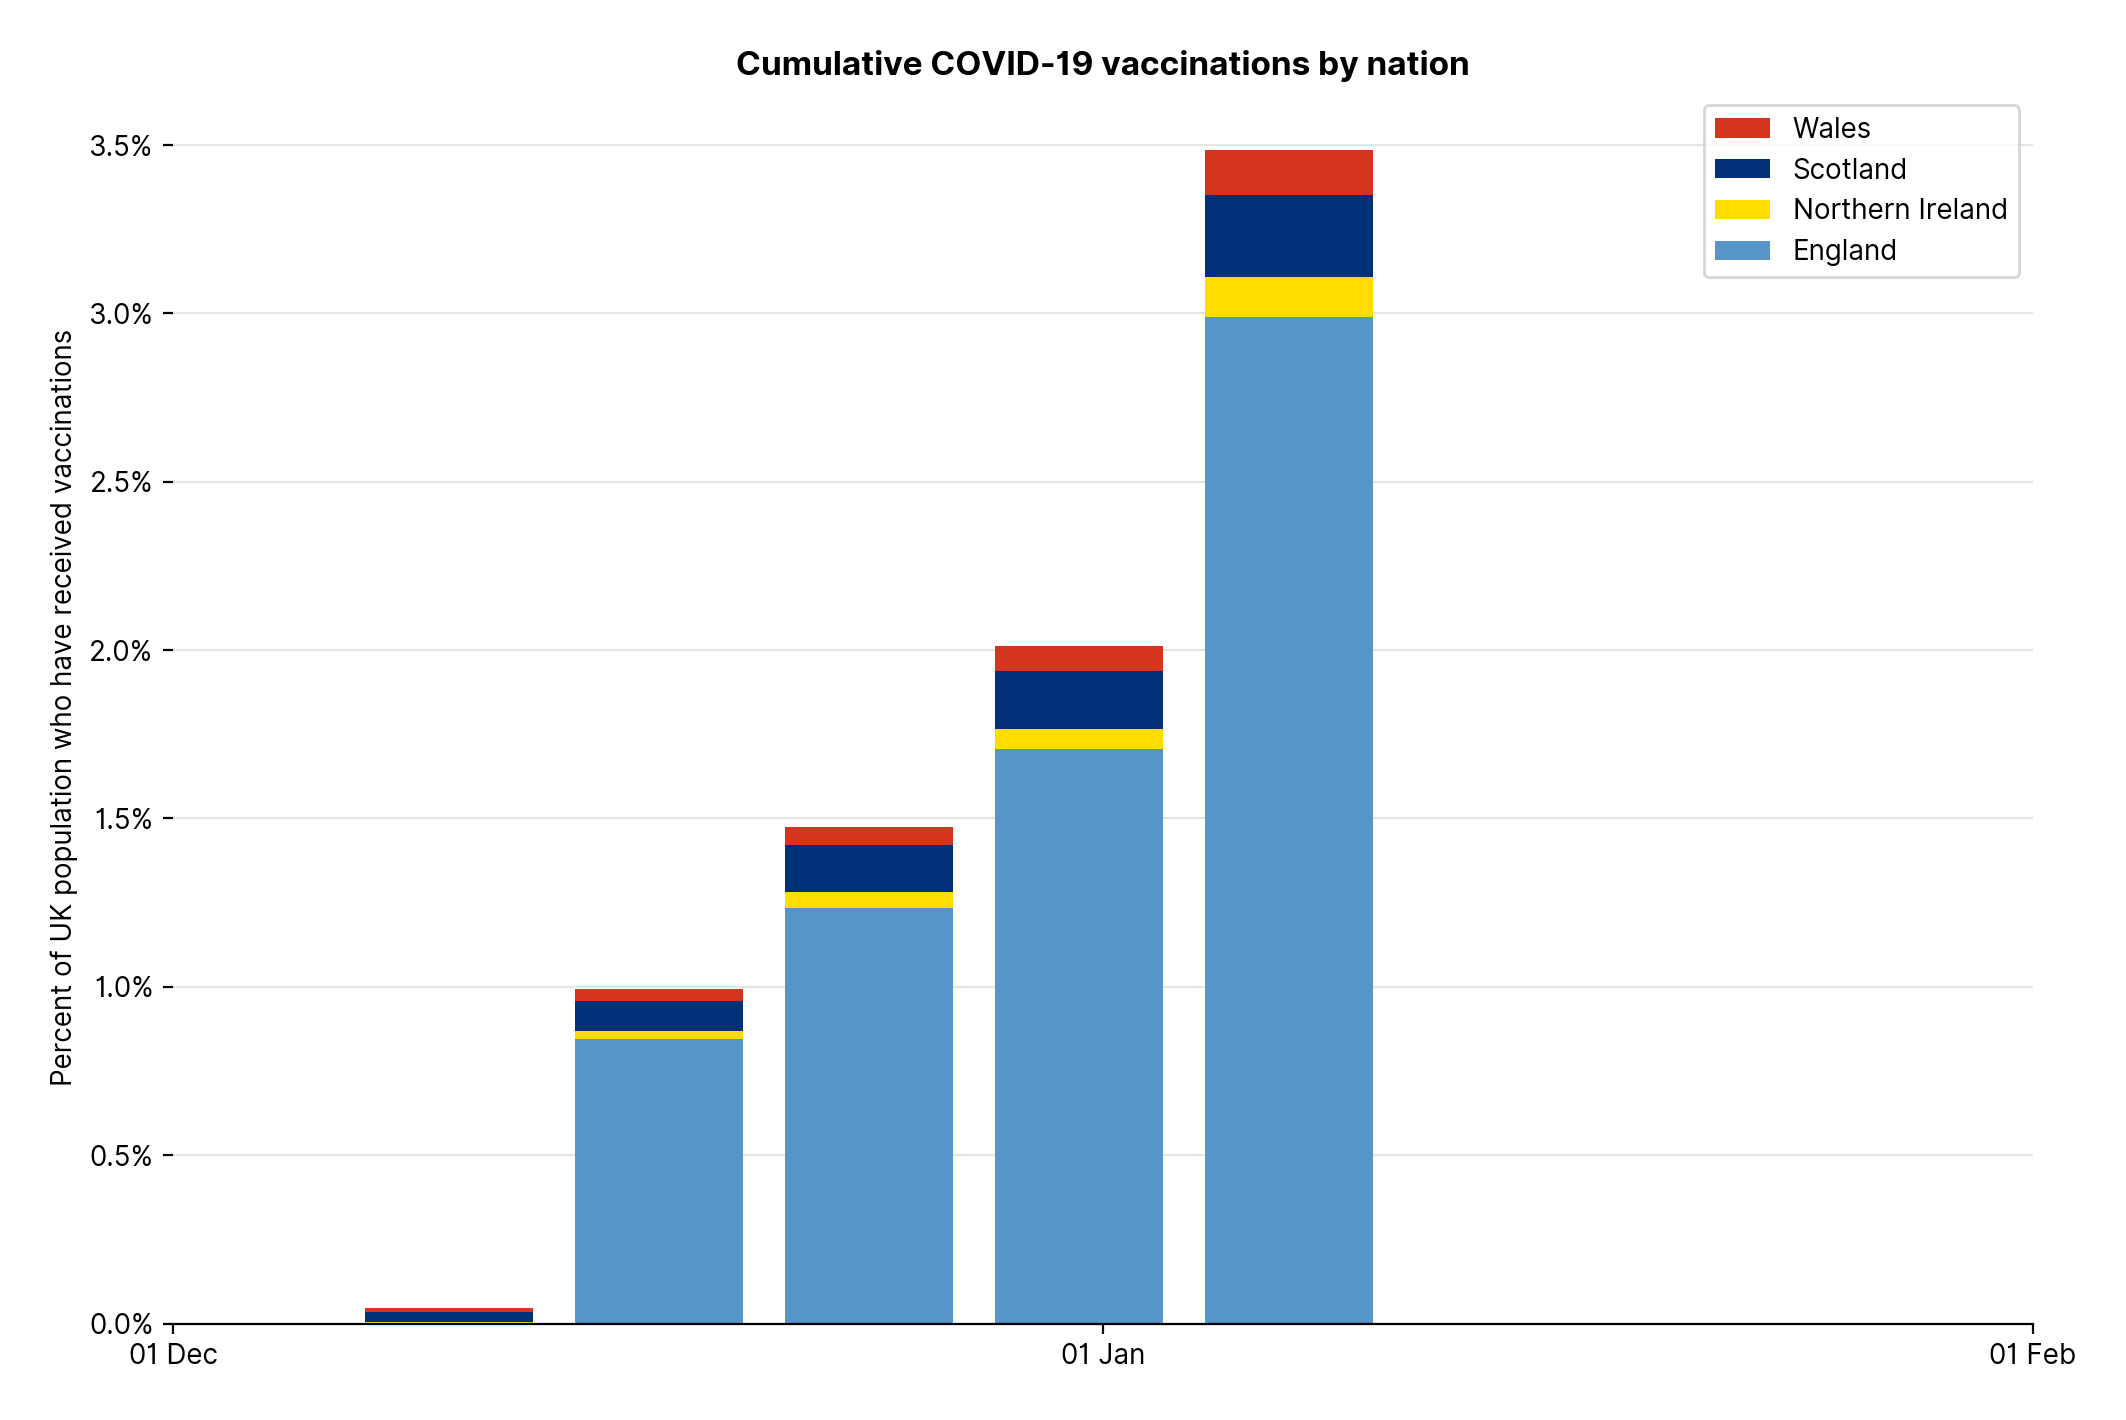 Cumulative COVID-19 vaccinations by nation
Wales
Scotland
Northern Ireland
England
Percent of UK population who have received vaccinations
3.5%
3.0%
2.5%
2.0%
1.5%
1.0%
0.5%
0.0%
01 Dec
01 Jan
01 Feb